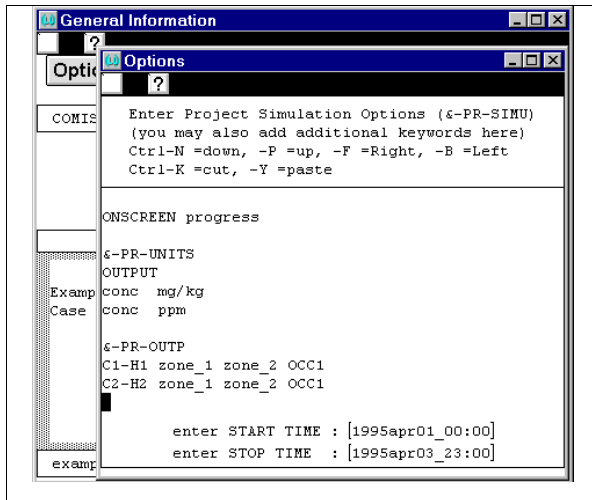 General Information
?
Options
?
Enter Project Simulation Options (&-PR-SIMU)
(you may also add additional keywords here)
Ctrl-N =down, -P =up, -F =Right, -B =Left
Ctrl-K =cut, -Y =paste
ONSCREEN progress
&-PR-UNITS
OUTPUT
conc mg/kg
conc ppm
&-PR-OUTP
C1-H1 zone_1 zone_2 OCC1
C2-H2 zone_1 zone_2 OCC1
enter START TIME : [1995apr01_00:00]
enter STOP TIME : [1995apr03_23:00]
Optio
COMIS
Examp
Case
examp